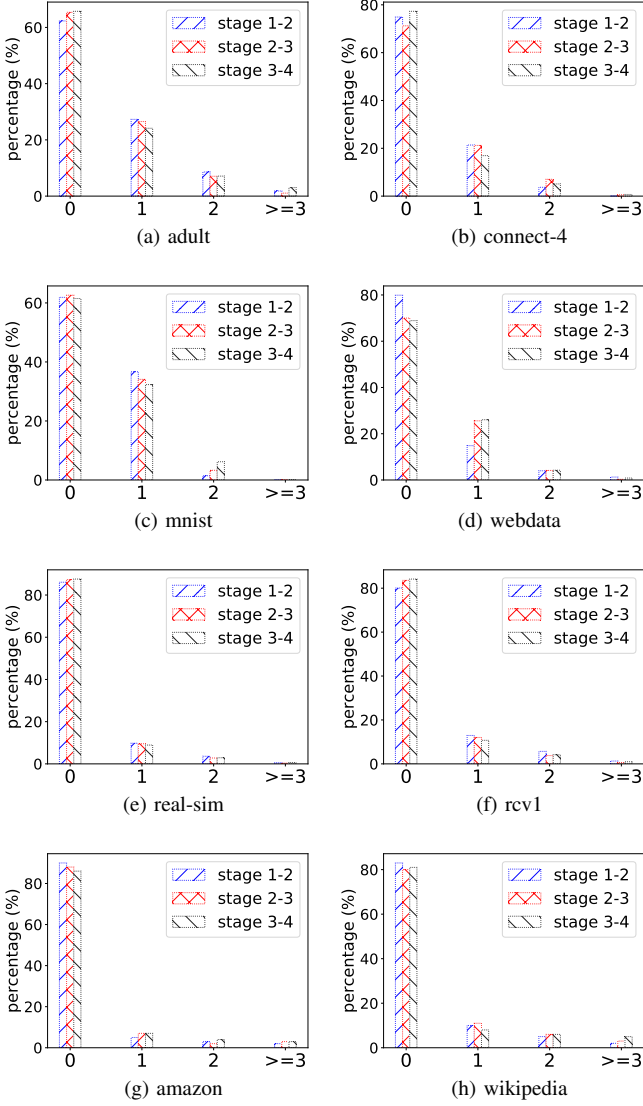 percentage (%)
60
40
20
0
stage 1-2
stage 2-3
stage 3-4
0 1 2 >=3
(a) adult
percentage (%)
80
60
40
20
0
stage 1-2
stage 2-3
stage 3-4
0 1 2 >=3
(b) connect-4
percentage (%)
60
40
20
0
stage 1-2
stage 2-3
stage 3-4
0 1 2 >=3
(c) mnist
percentage (%)
80
60
40
20
0
stage 1-2
stage 2-3
stage 3-4
0 1 2 >=3
(d) webdata
percentage (%)
80
60
40
20
0
stage 1-2
stage 2-3
stage 3-4
0 1 2 >=3
(e) real-sim
percentage (%)
80
60
40
20
0
stage 1-2
stage 2-3
stage 3-4
0 1 2 >=3
(f) rcv1
percentage (%)
80
60
40
20
0
stage 1-2
stage 2-3
stage 3-4
0 1 2 >=3
(g) amazon
percentage (%)
80
60
40
20
0
stage 1-2
stage 2-3
stage 3-4
0 1 2 >=3
(h) wikipedia